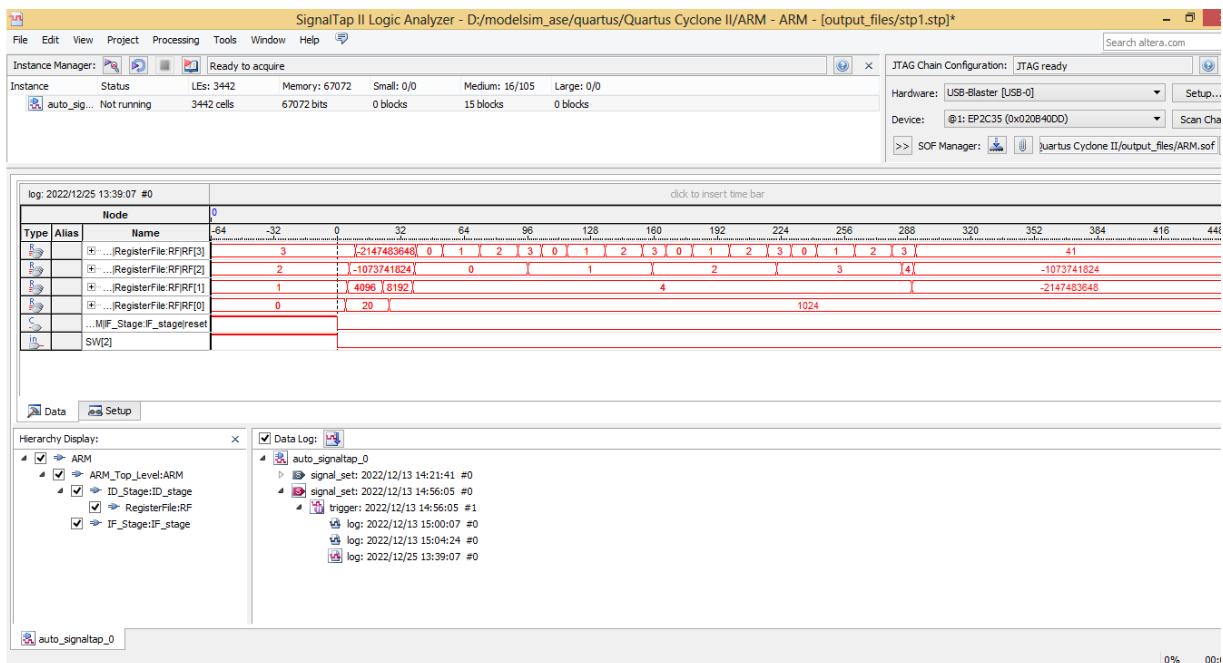 SignalTap II Logic Analyzer - D:/modelsim_ase/quartus/Quartus Cyclone II/ARM - ARM - [output_files/stp1.stp]*
File Edit View Project Processing Tools Window Help
Search altera.com
Instance Manager: Ready to acquire
JTAG Chain Configuration: JTAG ready
Instance Status LEs: 3442 Memory: 67072 Small: 0/0 Medium: 16/105 Large: 0/0
auto_sig... Not running 3442 cells 67072 bits 0 blocks 15 blocks 0 blocks
Hardware: USB-Blaster [USB-0] Setup...
Device: @1: EP2C35 (0x020B40DD) Scan Cha
>> SOF Manager: Quartus Cyclone II/output_files/ARM.sof
log: 2022/12/25 13:39:07 #0 click to insert time bar
Node 0
Type Alias Name -64 -32 0 32 64 96 128 160 192 224 256 288 320 352 384 416 448
...|RegisterFile:RF|RF[3] 3 -2147483648 0 1 2 3 0 1 2 3 0 1 2 3 0 1 2 3 41
...|RegisterFile:RF|RF[2] 2 -1073741824 0 1 2 3 4 -1073741824
...|RegisterFile:RF|RF[1] 1 4096 8192 4 -2147483648
...|RegisterFile:RF|RF[0] 0 20 1024
...M|IF_Stage:IF_stage|reset
SW[2]
Data Setup
Hierarchy Display: × Data Log:
ARM
ARM_Top_Level:ARM
ID_Stage:ID_stage
RegisterFile:RF
IF_Stage:IF_stage
auto_signaltap_0
signal_set: 2022/12/13 14:21:41 #0
signal_set: 2022/12/13 14:56:05 #0
trigger: 2022/12/13 14:56:05 #1
log: 2022/12/13 15:00:07 #0
log: 2022/12/13 15:04:24 #0
log: 2022/12/25 13:39:07 #0
auto_signaltap_0
0% 00: